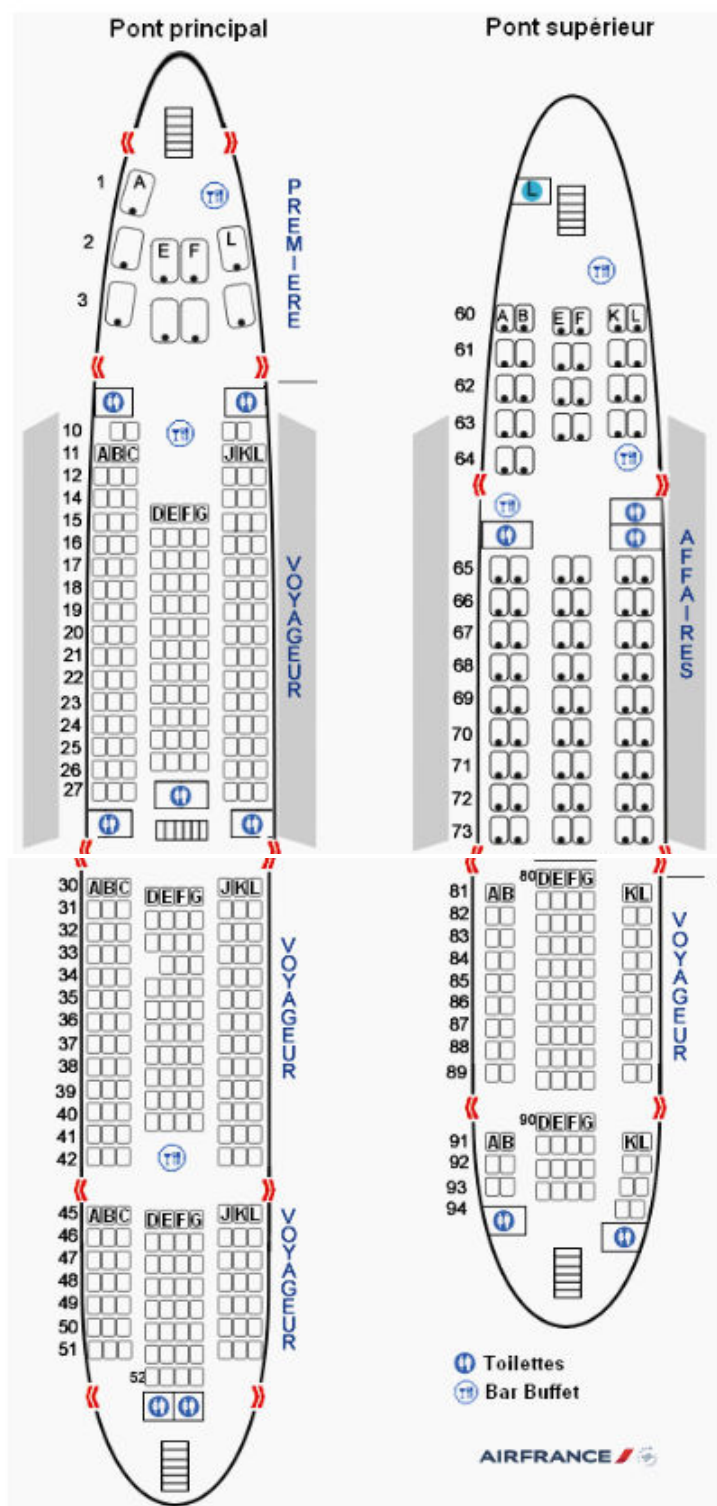 Pont principal
1 A
2 E F L
3
PREMIERE
10
11 ABC JKL
12
14
15 DEFG
16
17
18
19
20
21
22
23
24
25
26
27
VOYAGEUR
30 ABC DEFG JKL
31
32
33
34
35
36
37
38
39
40
41
42
VOYAGEUR
45 ABC DEFG JKL
46
47
48
49
50
51
52
VOYAGEUR
Pont supérieur
L
60 A B E F K L
61
62
63
64
65
66
67
68
69
70
71
72
73
AFFAIRES
80 DEFG
81 AB KL
82
83
84
85
86
87
88
89
VOYAGEUR
90 DEFG
91 AB KL
92
93
94
Toilettes
Bar Buffet
AIRFRANCE